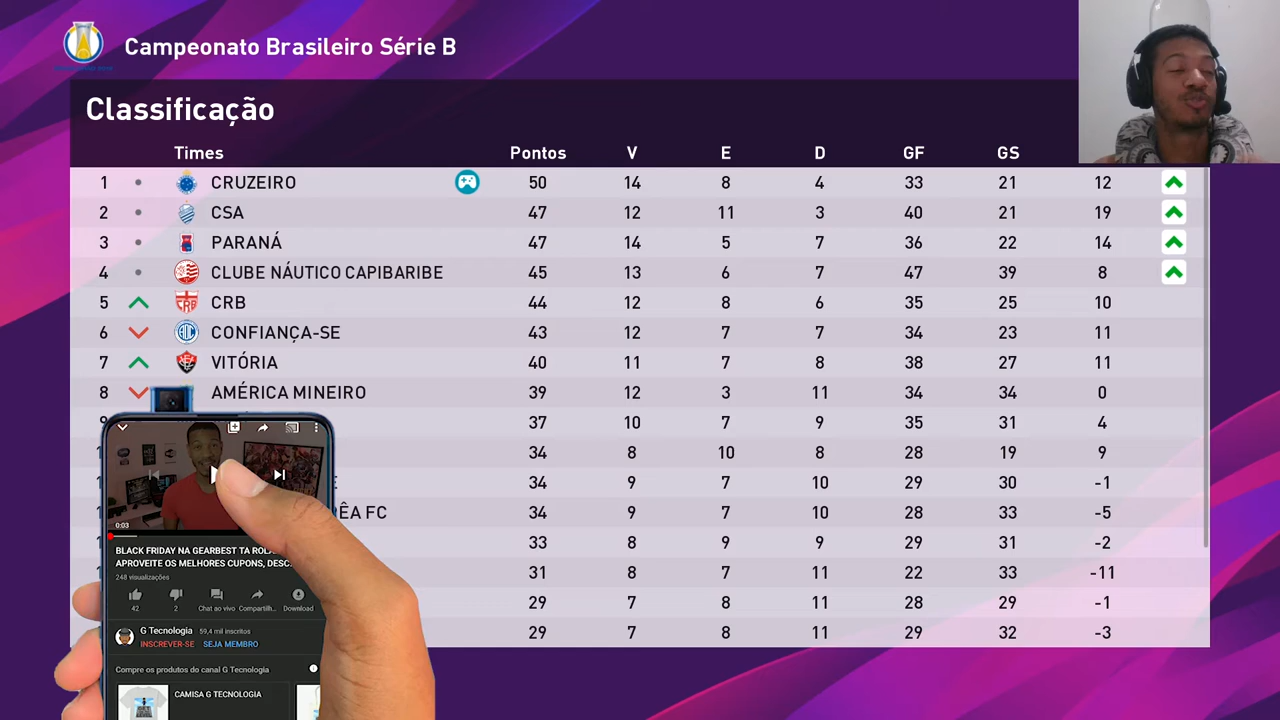 Campeonato Brasileiro Série B
Classificação
Times Pontos V E D GF GS
1 CRUZEIRO 50 14 8 4 33 21 12
2 CSA 47 12 11 3 40 21 19
3 PARANÁ 47 14 5 7 36 22 14
4 CLUBE NÁUTICO CAPIBARIBE 45 13 6 7 47 39 8
5 CRB 44 12 8 6 35 25 10
6 CONFIANÇA-SE 43 12 7 7 34 23 11
7 VITÓRIA 40 11 7 8 38 27 11
8 AMÉRICA MINEIRO 39 12 3 11 34 34 0
37 10 7 9 35 31 4
34 8 10 8 28 19 9
34 9 7 10 29 30 -1
RÊA FC 34 9 7 10 28 33 -5
33 8 9 9 29 31 -2
31 8 7 11 22 33 -11
29 7 8 11 28 29 -1
29 7 8 11 29 32 -3
0:03
BLACK FRIDAY NA GEARBEST TA ROL
APROVEITE OS MELHORES CUPONS, DESC...
248 visualizações
42 2 Chat ao vivo Compartilh... Download
G Tecnologia 59,4 mil inscritos
INSCREVER-SE SEJA MEMBRO
Compre os produtos do canal G Tecnologia
CAMISA G TECNOLOGIA